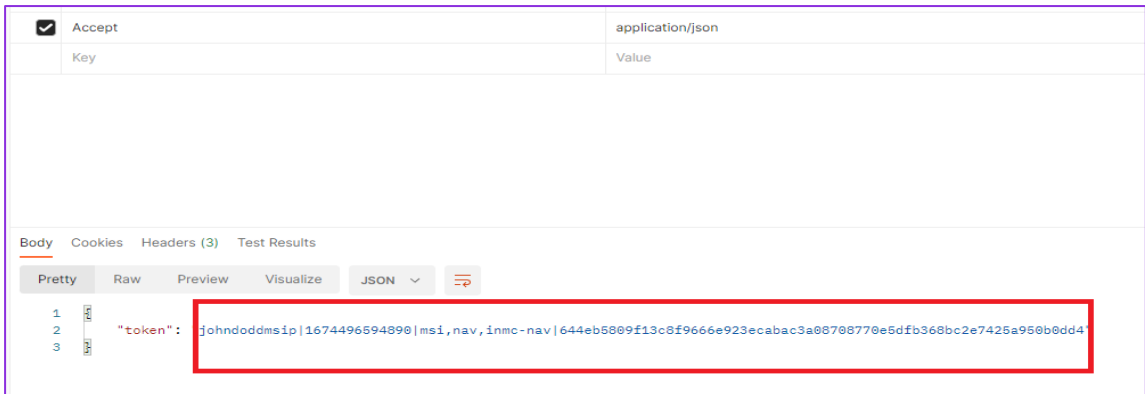 Accept application/json
Key Value
Body Cookies Headers (3) Test Results
Pretty Raw Preview Visualize JSON
1 {
2 "token": "johndoddmsip|1674496594890|msi,nav,inmc-nav|644eb5809f13c8f9666e923ecabac3a08708770e5dfb368bc2e7425a950b0dd4"
3 }